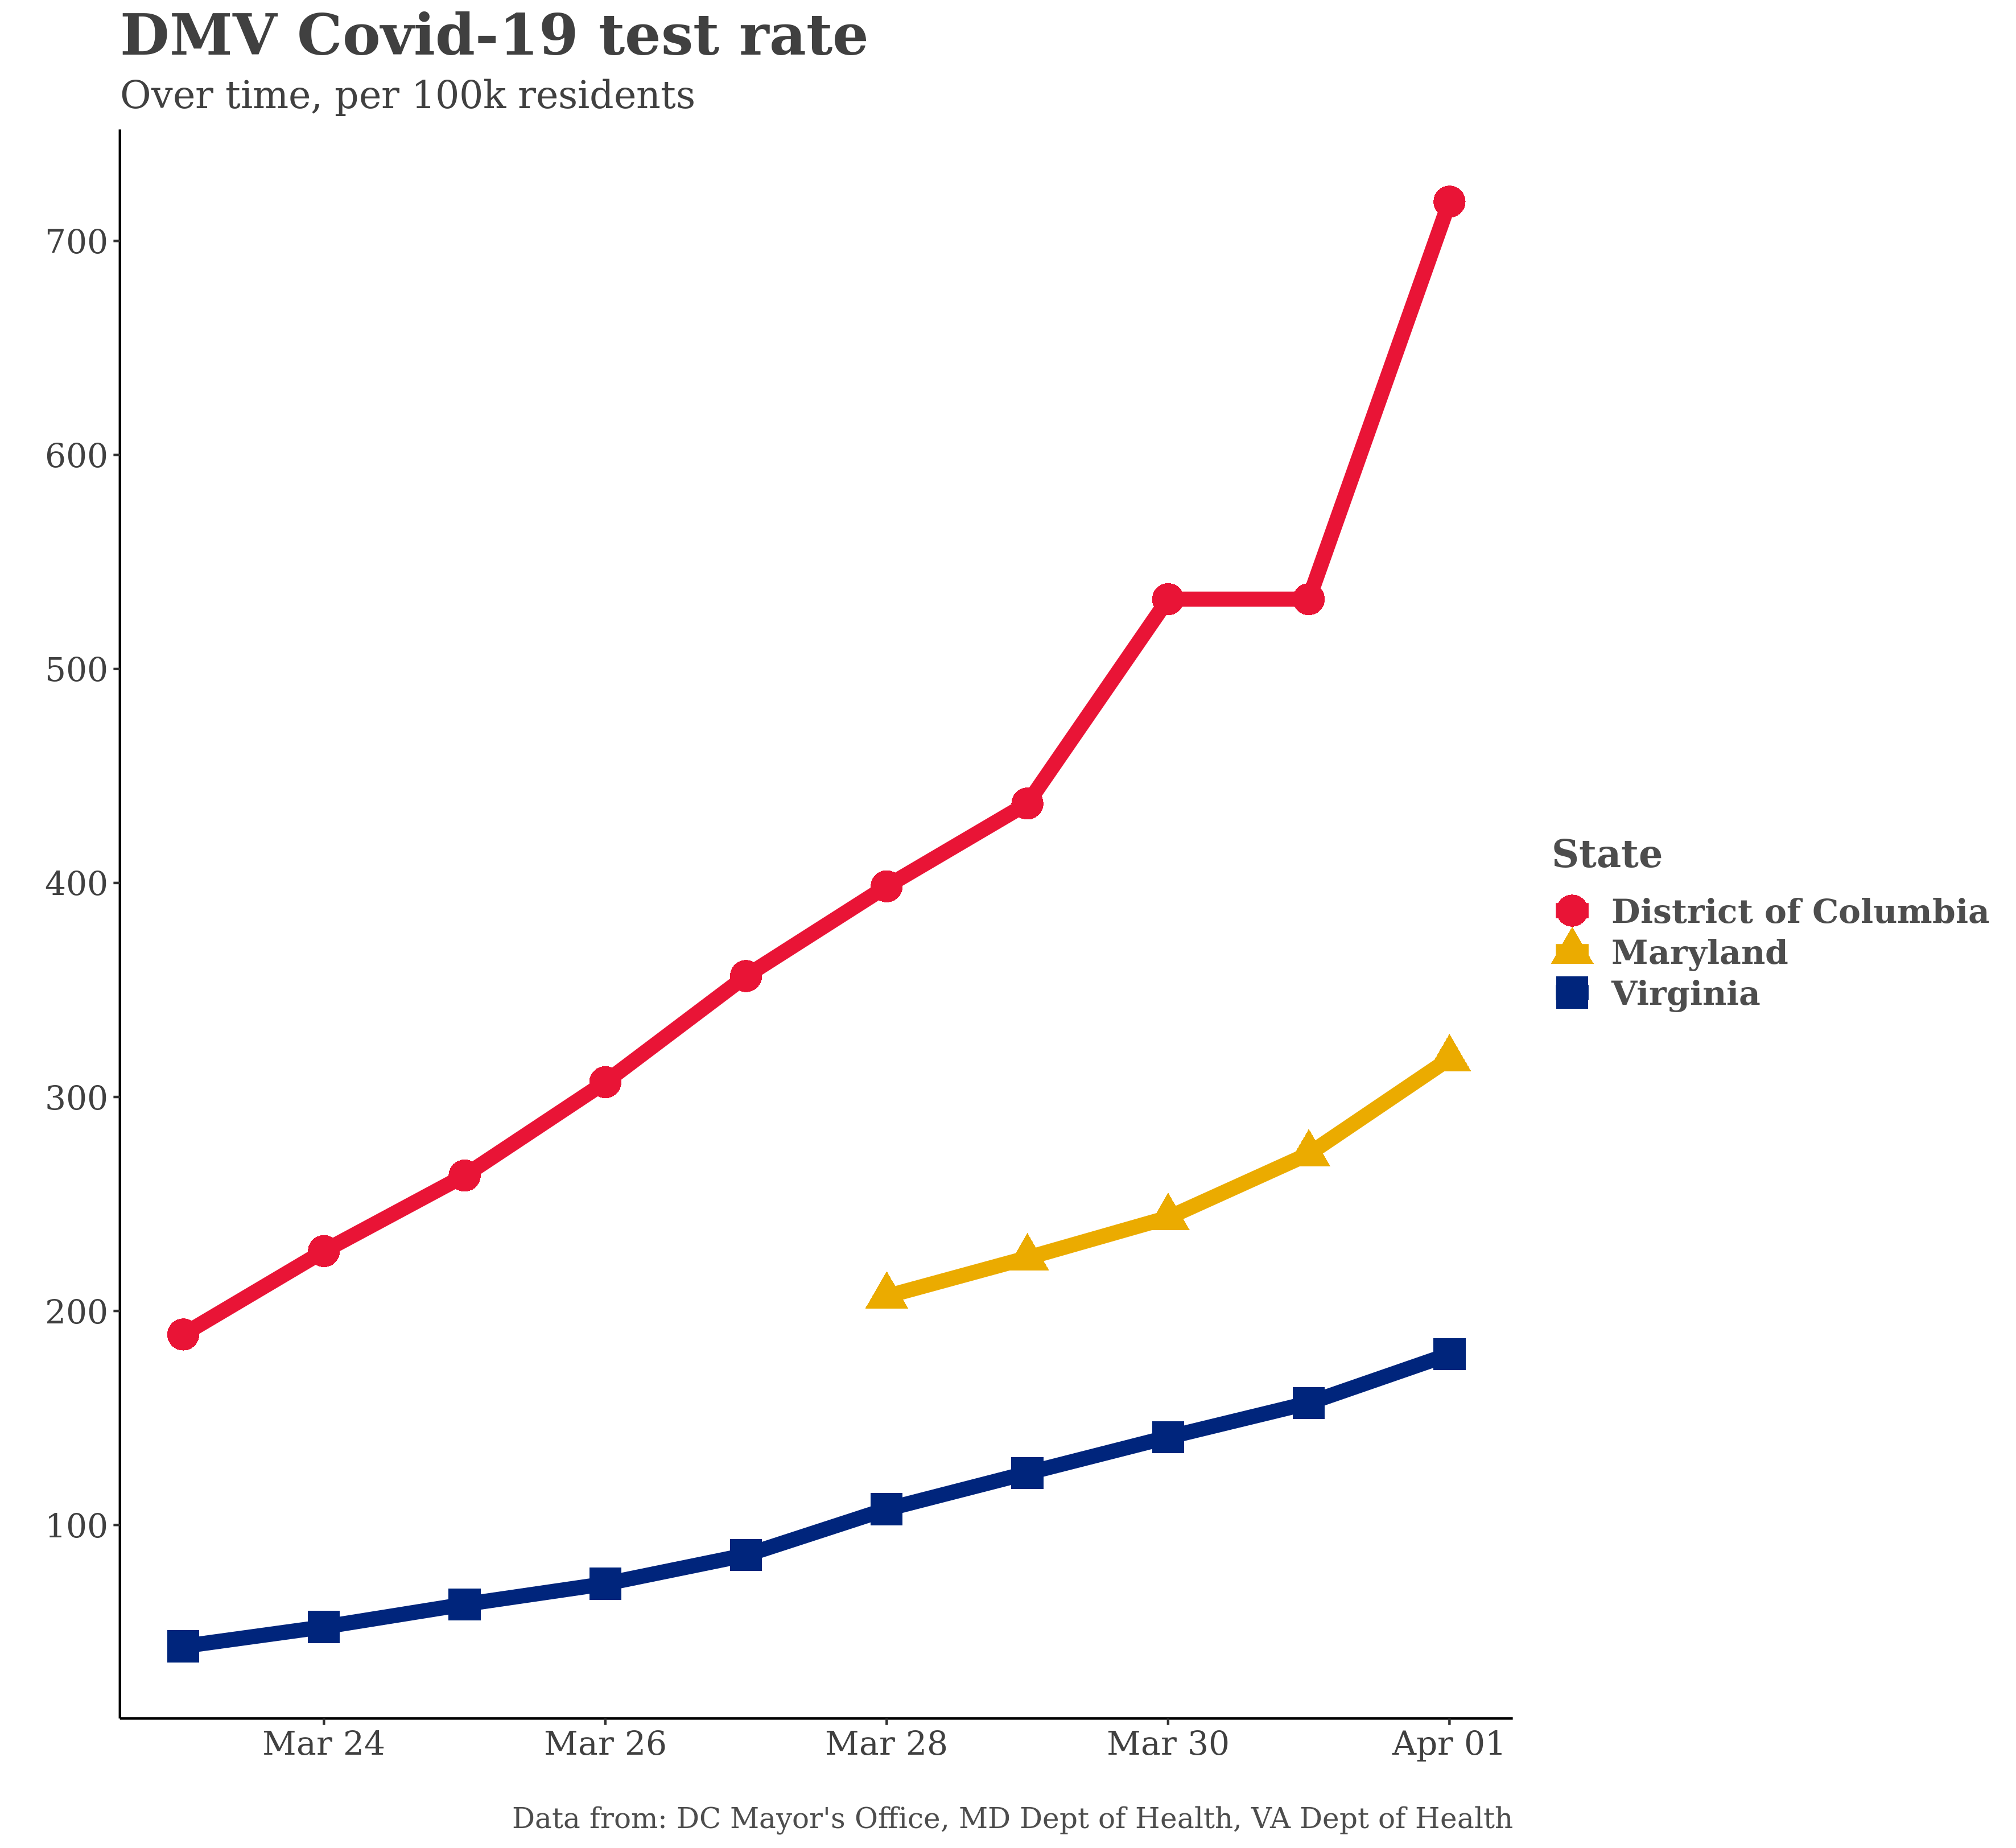 DMV Covid-19 test rate
Over time, per 100k residents
700
600
500
400
300
200
100
Mar 24
Mar 26
Mar 28
Mar 30
Apr 01
State
District of Columbia
Maryland
Virginia
Data from: DC Mayor's Office, MD Dept of Health, VA Dept of Health